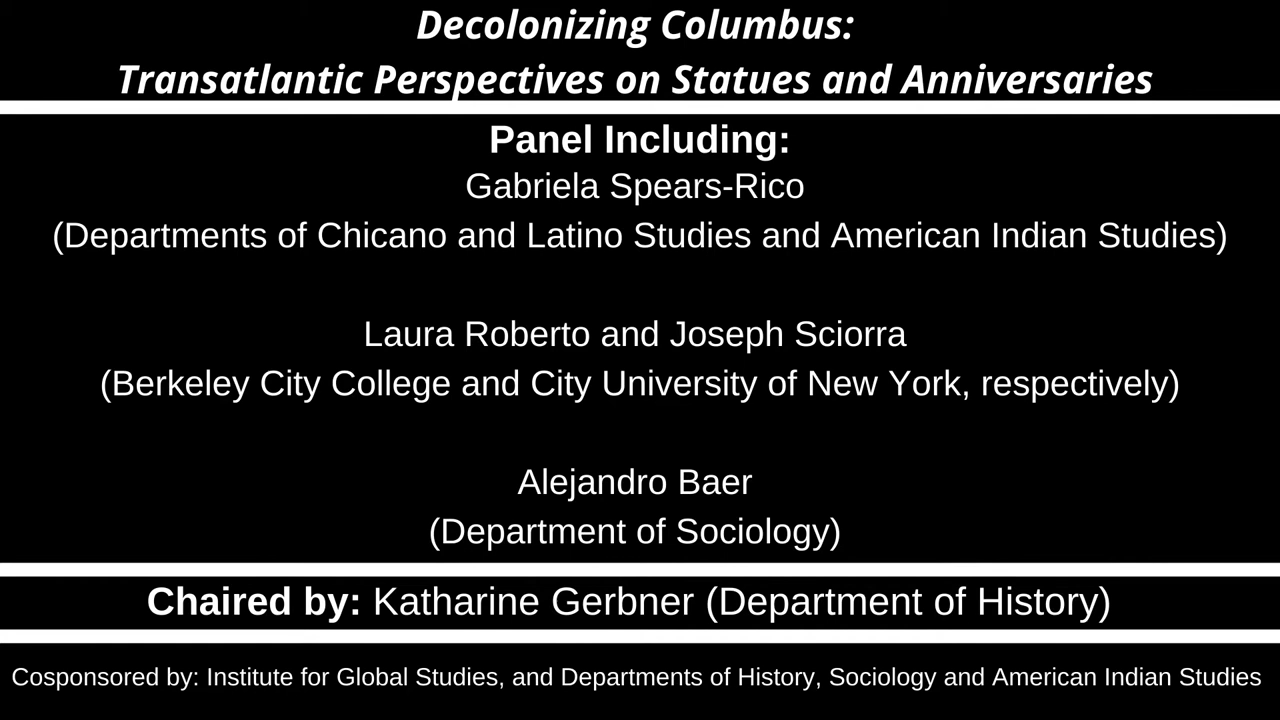 Decolonizing Columbus:
Transatlantic Perspectives on Statues and Anniversaries
Panel Including:
Gabriela Spears-Rico
(Departments of Chicano and Latino Studies and American Indian Studies)
Laura Roberto and Joseph Sciorra
(Berkeley City College and City University of New York, respectively)
Alejandro Baer
(Department of Sociology)
Chaired by: Katharine Gerbner (Department of History)
Cosponsored by: Institute for Global Studies, and Departments of History, Sociology and American Indian Studies